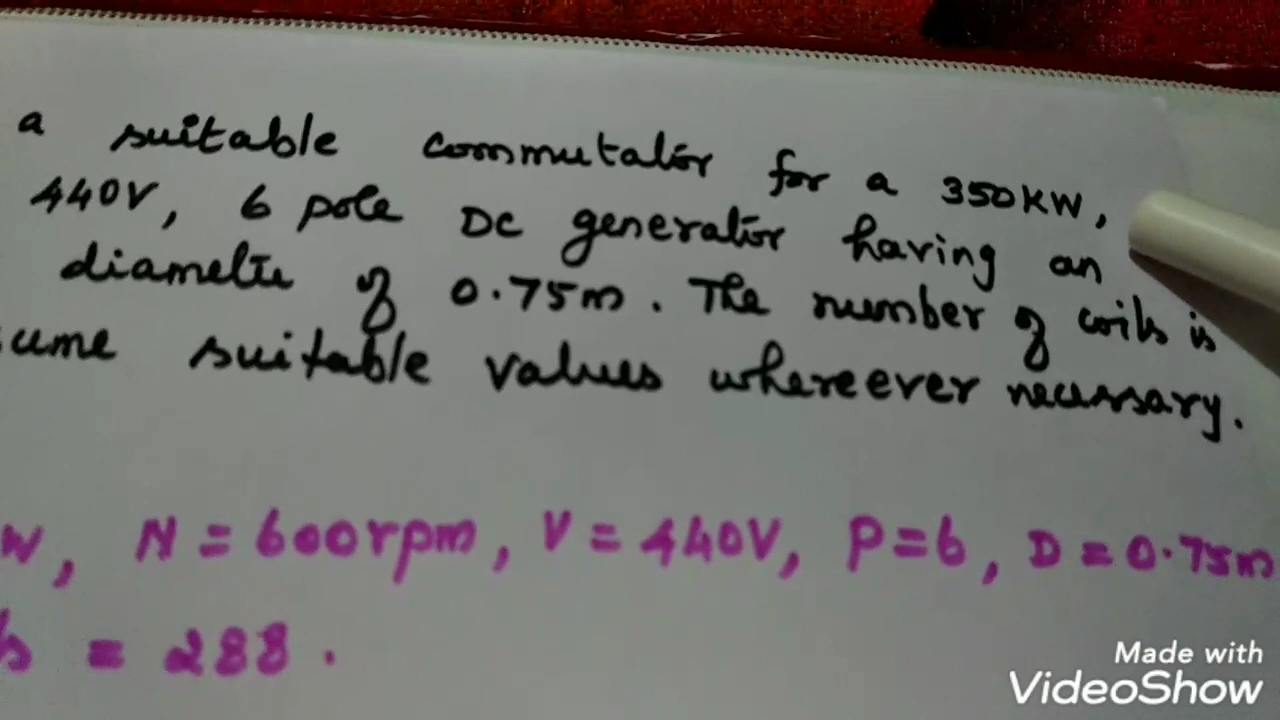 a suitable commutator for a 350KW,
440V, 6 pole DC generator having an
diameter of 0.75m. The number of coils is
ume suitable values whereever necessary.
W, N = 600rpm, V = 440V, P=6, D = 0.75m
= 288.
Made with
VideoShow